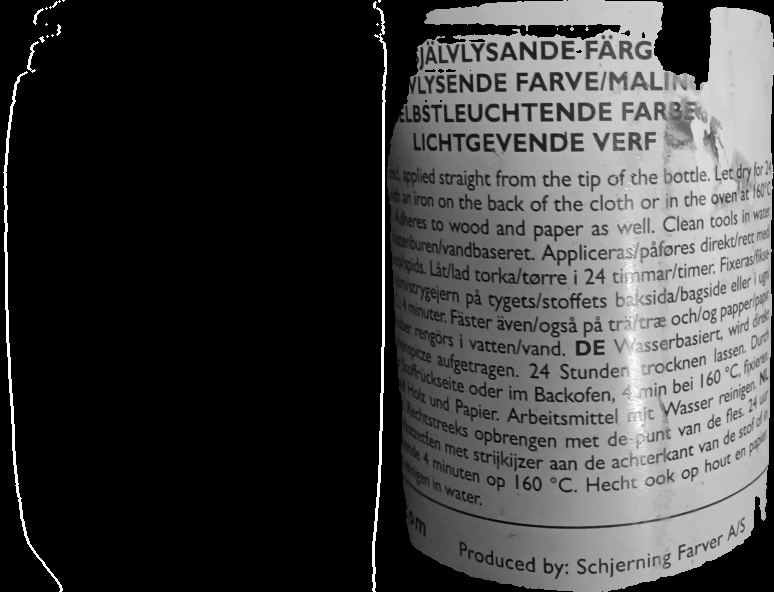 SJÄLVLYSANDE FÄRG
FARVE/MALING
SELBSTLEUCHTENDE FARBE
LICHTGEVENDE VERF
applied straight from the tip of the bottle. Let dry for 24
an iron on the back of the cloth or in the oven at 160°C
Adheres to wood and paper as well. Clean tools in water
Appliceras/påføres direkt/rett med
Låt/lad torka/tørre i 24 timmar/timer. Fixeras/fikse-
på tygets/stoffets baksida/bagside eller i ugn
4 minuter. Fäster även/også på trä/træ och/og papper/papir
rengörs i vatten/vand. DE Wasserbasiert, wird direkt
aufgetragen. 24 Stunden trocknen lassen. Durch
Stoffrückseite oder im Backofen, 4 min bei 160 °C, fixieren.
Holz und Papier. Arbeitsmittel mit Wasser reinigen. NL
Rechtstreeks opbrengen met de punt van de fles. 24 uur
met strijkijzer aan de achterkant van de stof of in
4 minuten op 160 °C. Hecht ook op hout en papier.
in water.
Produced by: Schjerning Farver A/S